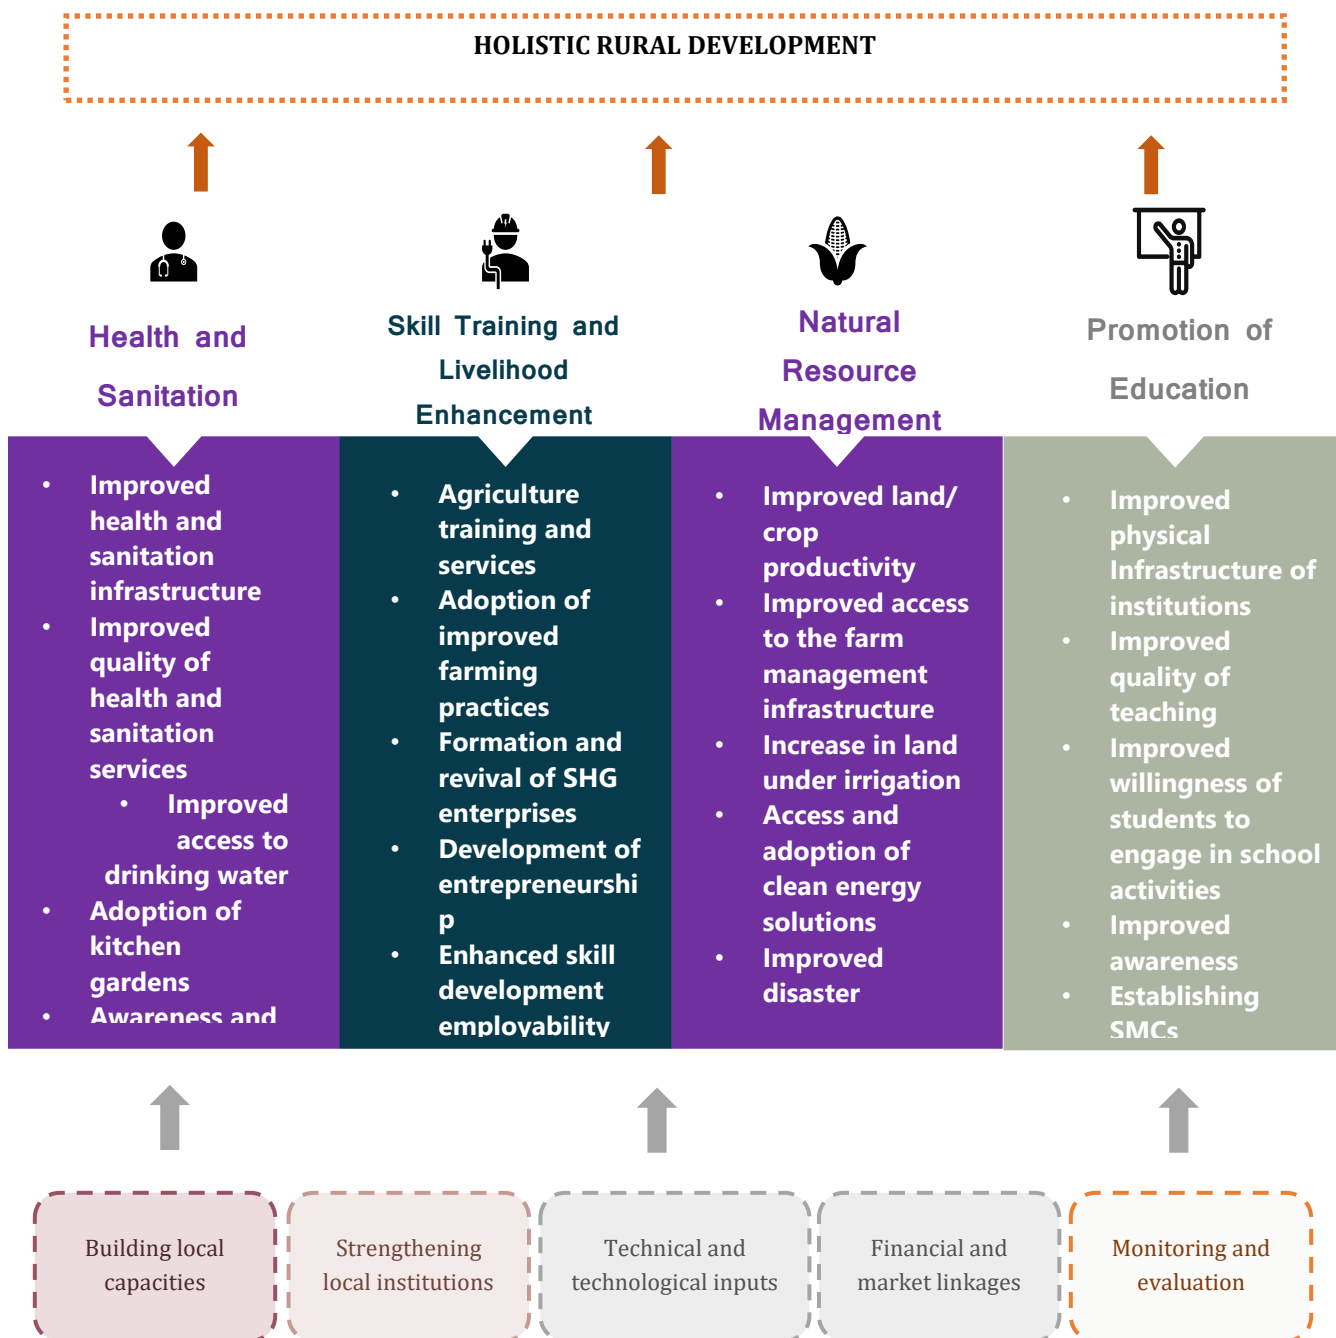 HOLISTIC RURAL DEVELOPMENT
Health and
Sanitation
Skill Training and
Livelihood
Enhancement
Natural
Resource
Management
Promotion of
Education
• Improved
health and
sanitation
infrastructure
• Improved
quality of
health and
sanitation
services
• Improved
access to
drinking water
• Adoption of
kitchen
gardens
• Awareness and
• Agriculture
training and
services
• Adoption of
improved
farming
practices
• Formation and
revival of SHG
enterprises
• Development of
entrepreneurshi
p
• Enhanced skill
development
employability
• Improved land/
crop
productivity
• Improved access
to the farm
management
infrastructure
• Increase in land
under irrigation
• Access and
adoption of
clean energy
solutions
• Improved
disaster
• Improved
physical
Infrastructure of
institutions
• Improved
quality of
teaching
• Improved
willingness of
students to
engage in school
activities
• Improved
awareness
• Establishing
SMCs
Building local
capacities
Strengthening
local institutions
Technical and
technological inputs
Financial and
market linkages
Monitoring and
evaluation